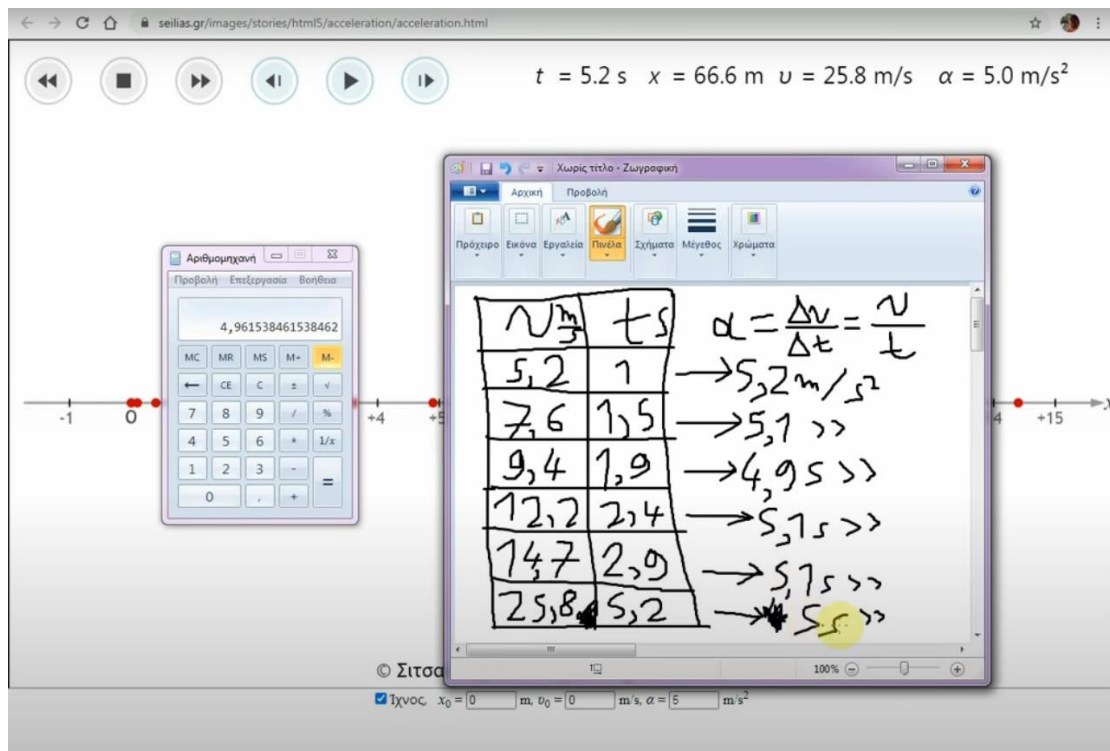 seilias.gr/images/stories/html5/acceleration/acceleration.html
t = 5.2 s x = 66.6 m υ = 25.8 m/s α = 5.0 m/s²
Χωρίς τίτλο - Ζωγραφική
Αρχική Προβολή
Πρόχειρο Εικόνα Εργαλεία Πινέλα Σχήματα Μέγεθος Χρώματα
Αριθμομηχανή
Προβολή Επεξεργασία Βοήθεια
4,961538461538462
MC MR MS M+ M-
← CE C ± √
7 8 9 / %
4 5 6 * 1/x
1 2 3 - =
0 , +
-1 0 +4 +5 4 +15 x
υ m/s t s α = Δυ/Δt = υ/t
5,2 1 → 5,2 m/s²
7,6 1,5 → 5,1 >>
9,4 1,9 → 4,9 s >>
12,2 2,4 → 5,1 s >>
14,7 2,9 → 5,1 s >>
25,8 5,2 → 5 s >>
100%
© Σιτσα
Ίχνος, x₀ = 0 m, υ₀ = 0 m/s, α = 5 m/s²